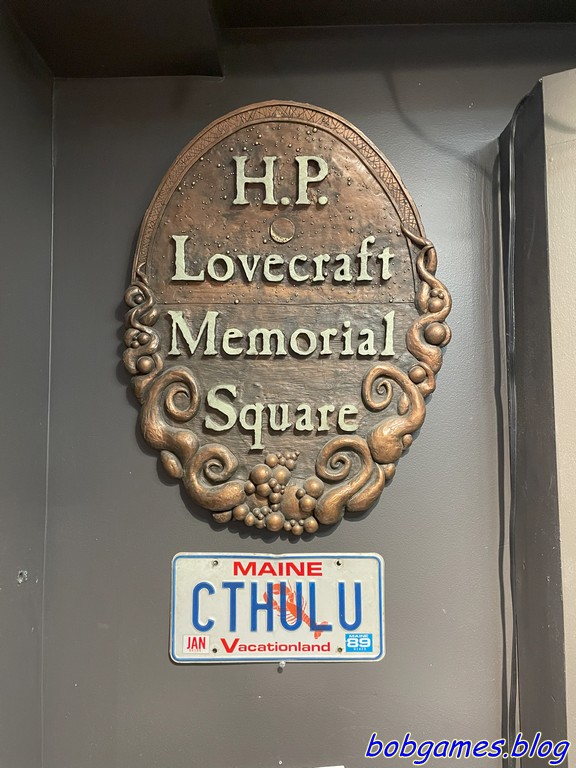 H.P.
Lovecraft
Memorial
Square
MAINE
CTHULU
JAN
Vacationland
MAINE
89
bobgames.blog